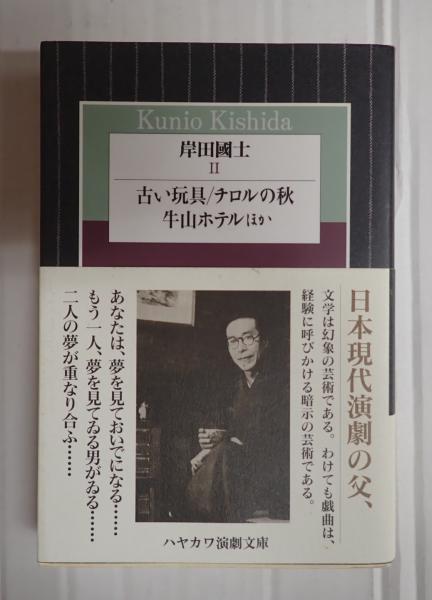 Kunio Kishida
岸田國士
II
古い玩具/チロルの秋
牛山ホテルほか
日本現代演劇の父、
文学は幻象の芸術である。わけても戯曲は、
経験に呼びかける暗示の芸術である。
あなたは、夢を見ておいでになる……
もう一人、夢を見てゐる男がゐる……
二人の夢が重なり合ふ……
ハヤカワ演劇文庫